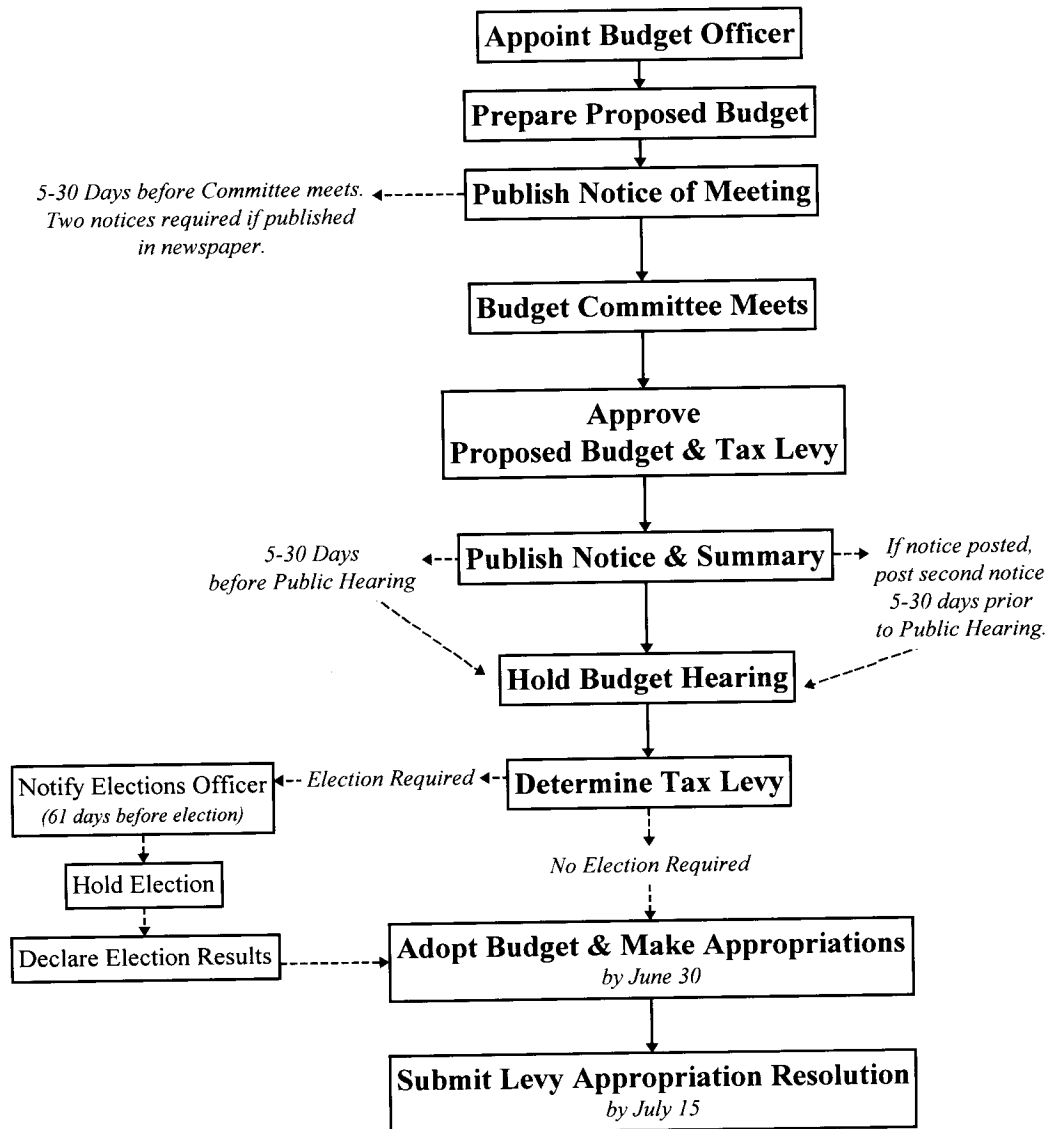 Appoint Budget Officer
Prepare Proposed Budget
Publish Notice of Meeting
5-30 Days before Committee meets.
Two notices required if published
in newspaper.
Budget Committee Meets
Approve
Proposed Budget & Tax Levy
Publish Notice & Summary
5-30 Days
before Public Hearing
If notice posted,
post second notice
5-30 days prior
to Public Hearing.
Hold Budget Hearing
Determine Tax Levy
Election Required
Notify Elections Officer
(61 days before election)
Hold Election
Declare Election Results
No Election Required
Adopt Budget & Make Appropriations
by June 30
Submit Levy Appropriation Resolution
by July 15